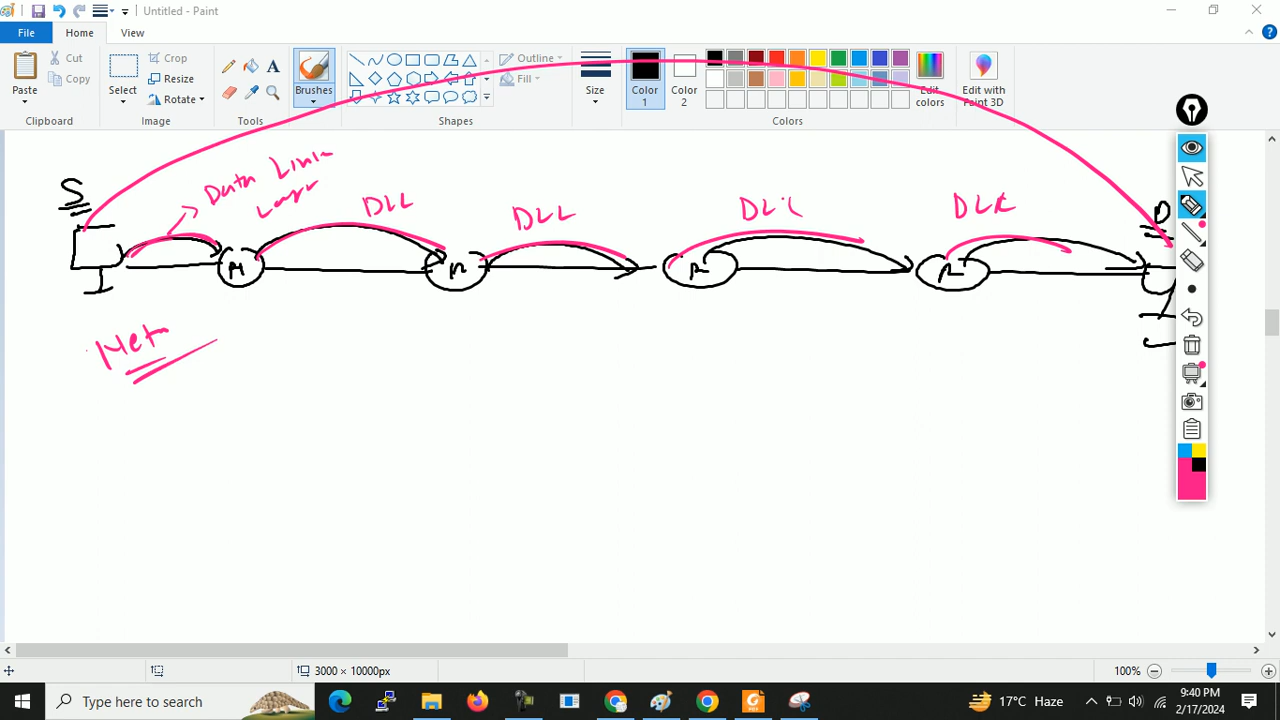 Untitled - Paint
File
Home
View
Paste
Cut
Copy
Clipboard
Select
Crop
Resize
Rotate
Image
Tools
Brushes
Shapes
Outline
Fill
Size
Color 1
Color 2
Colors
Edit colors
Edit with Paint 3D
S
Data Link
Layer
DLL
DLL
DLL
DLL
D
R
R
R
R
Net
3000 × 10000px
100%
Type here to search
17°C Haze
9:40 PM
2/17/2024